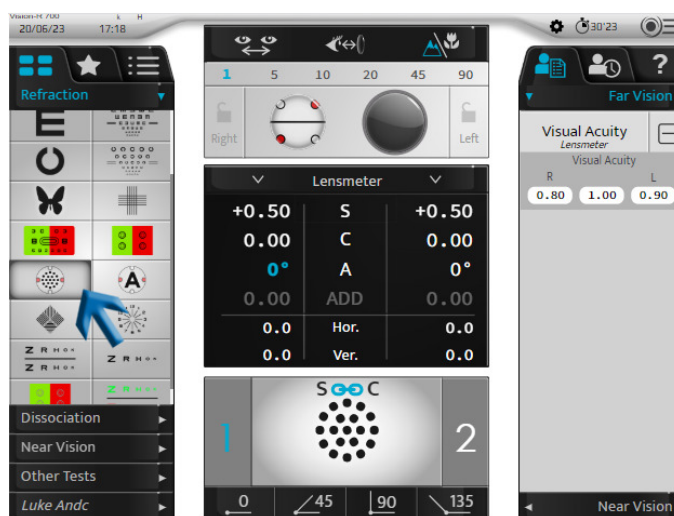 Vision-R 700
L H
20/06/23 17:18
30'23
?
Refraction
Far Vision
1 5 10 20 45 90
Right
Left
Visual Acuity
Lensmeter
Visual Acuity
R L
0.80 1.00 0.90
Lensmeter
+0.50 S +0.50
0.00 C 0.00
0° A 0°
0.00 ADD 0.00
0.0 Hor. 0.0
0.0 Ver. 0.0
E
A
Z R H
Z R H
Z R H
S C
1 2
0 45 90 135
Dissociation
Near Vision
Other Tests
Luke Andc
Near Vision